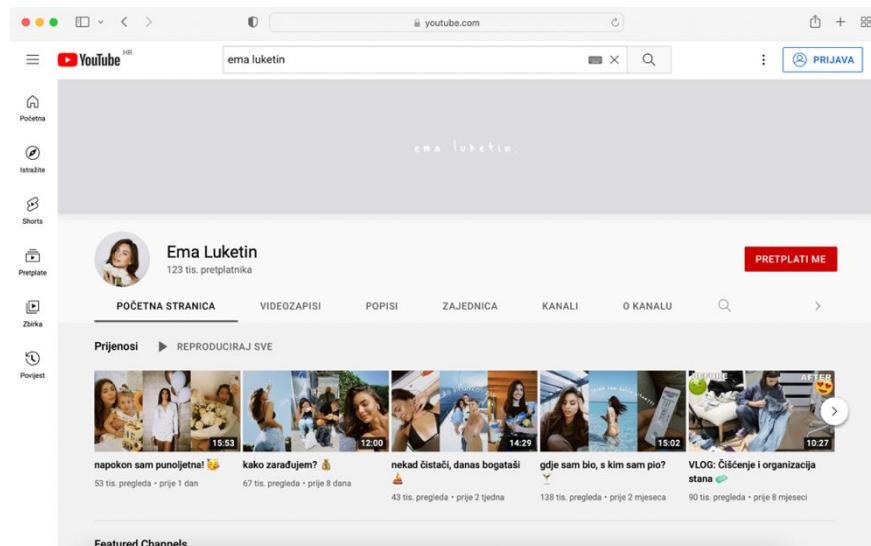 youtube.com
YouTube HR
ema luketin
PRIJAVA
Početna
Istražite
Shorts
Pretplate
Zbirka
Povijest
ema luketin.
Ema Luketin
123 tis. pretplatnika
PRETPLATI ME
POČETNA STRANICA VIDEOZAPISI POPISI ZAJEDNICA KANALI O KANALU
Prijenosi REPRODUCIRAJ SVE
15:53
12:00
14:29
15:02
BEFORE AFTER
10:27
napokon sam punoljetna! 🥳
53 tis. pregleda • prije 1 dan
kako zarađujem? 💰
67 tis. pregleda • prije 8 dana
nekad čistači, danas bogataši
43 tis. pregleda • prije 2 tjedna
gdje sam bio, s kim sam pio?
🍸
138 tis. pregleda • prije 2 mjeseca
VLOG: Čišćenje i organizacija
stana
90 tis. pregleda • prije 8 mjeseci
Featured Channels